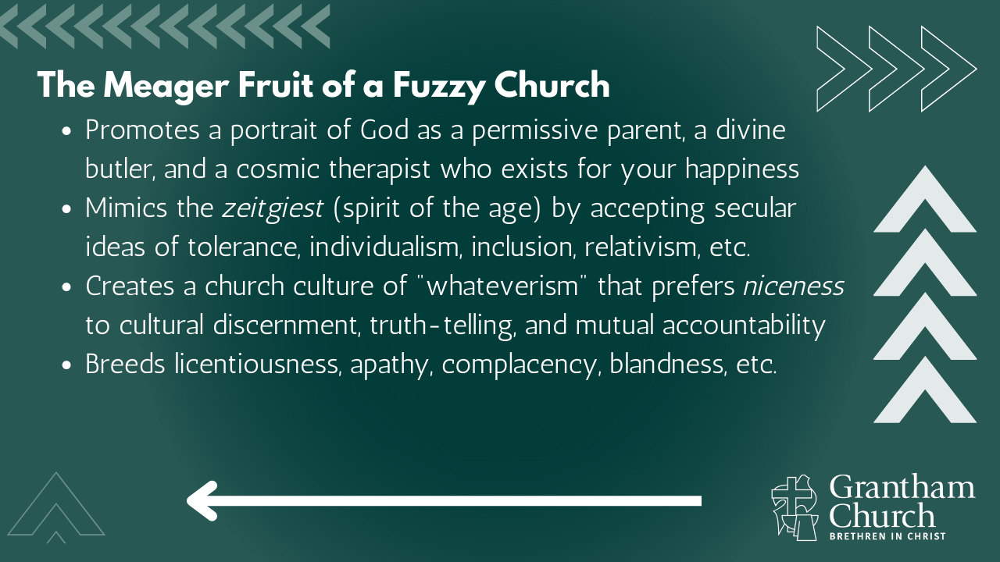 The Meager Fruit of a Fuzzy Church
• Promotes a portrait of God as a permissive parent, a divine
butler, and a cosmic therapist who exists for your happiness
• Mimics the zeitgiest (spirit of the age) by accepting secular
ideas of tolerance, individualism, inclusion, relativism, etc.
• Creates a church culture of "whateverism" that prefers niceness
to cultural discernment, truth-telling, and mutual accountability
• Breeds licentiousness, apathy, complacency, blandness, etc.
Grantham
Church
BRETHREN IN CHRIST